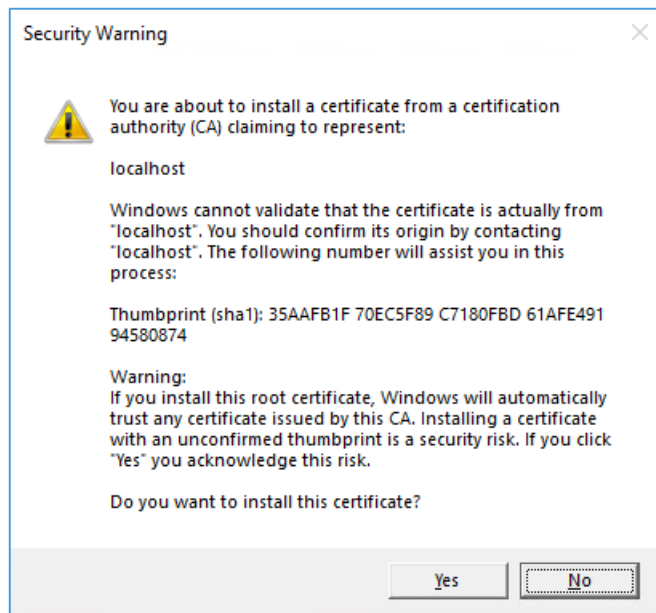 Security Warning
You are about to install a certificate from a certification
authority (CA) claiming to represent:
localhost
Windows cannot validate that the certificate is actually from
"localhost". You should confirm its origin by contacting
"localhost". The following number will assist you in this
process:
Thumbprint (sha1): 35AAFB1F 70EC5F89 C7180FBD 61AFE491
94580874
Warning:
If you install this root certificate, Windows will automatically
trust any certificate issued by this CA. Installing a certificate
with an unconfirmed thumbprint is a security risk. If you click
"Yes" you acknowledge this risk.
Do you want to install this certificate?
Yes No